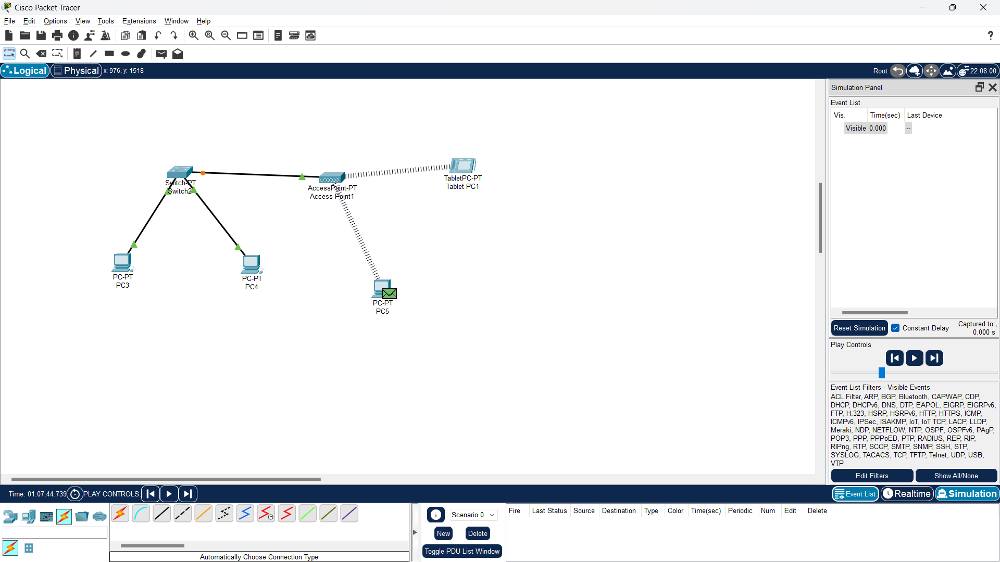 Cisco Packet Tracer
File Edit Options View Tools Extensions Window Help
?
Logical Physical x: 976, y: 1518 Root 22:08:00
Simulation Panel
Event List
Vis. Time(sec) Last Device
Visible 0.000 --
Switch-PT
Switch2
AccessPoint-PT
Access Point1
TabletPC-PT
Tablet PC1
PC-PT
PC3
PC-PT
PC4
PC-PT
PC5
Reset Simulation Constant Delay Captured to:
0.000 s
Play Controls
Event List Filters - Visible Events
ACL Filter, ARP, BGP, Bluetooth, CAPWAP, CDP,
DHCP, DHCPv6, DNS, DTP, EAPOL, EIGRP, EIGRPv6,
FTP, H.323, HSRP, HSRPv6, HTTP, HTTPS, ICMP,
ICMPv6, IPSec, ISAKMP, IoT, IoT TCP, LACP, LLDP,
Meraki, NDP, NETFLOW, NTP, OSPF, OSPFv6, PAgP,
POP3, PPP, PPPoED, PTP, RADIUS, REP, RIP,
RIPng, RTP, SCCP, SMTP, SNMP, SSH, STP,
SYSLOG, TACACS, TCP, TFTP, Telnet, UDP, USB,
VTP
Edit Filters Show All/None
Time: 01:07:44.739 PLAY CONTROLS: Event List Realtime Simulation
Scenario 0
New Delete
Toggle PDU List Window
Fire Last Status Source Destination Type Color Time(sec) Periodic Num Edit Delete
Automatically Choose Connection Type